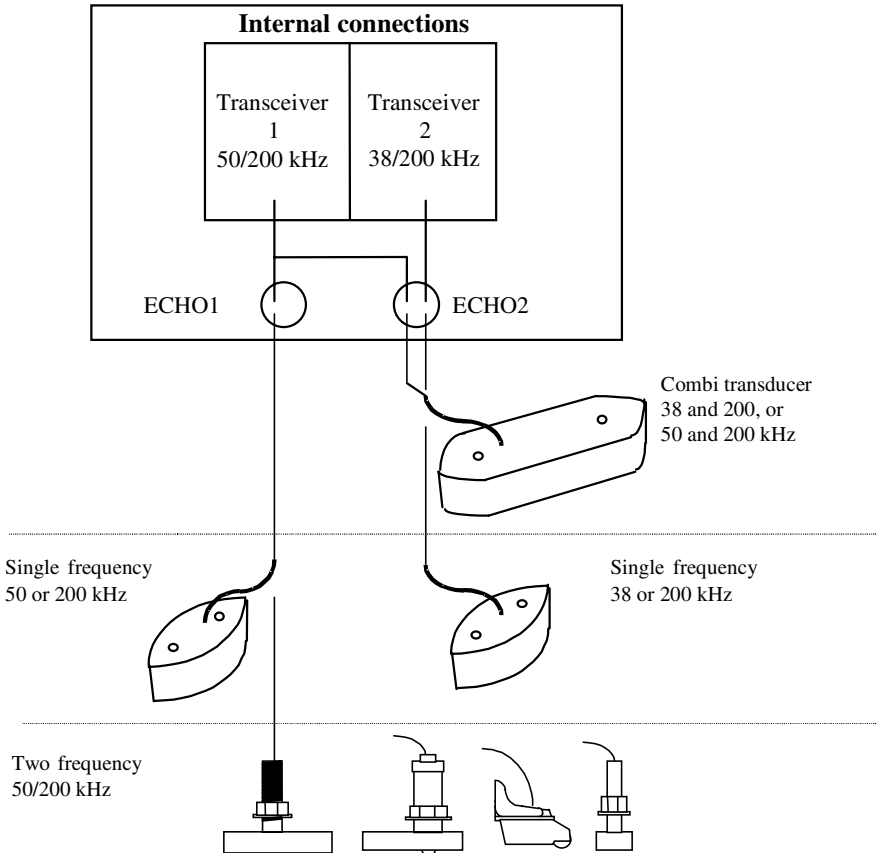 Internal connections
Transceiver
1
50/200 kHz
Transceiver
2
38/200 kHz
ECHO1
ECHO2
Combi transducer
38 and 200, or
50 and 200 kHz
Single frequency
50 or 200 kHz
Single frequency
38 or 200 kHz
Two frequency
50/200 kHz